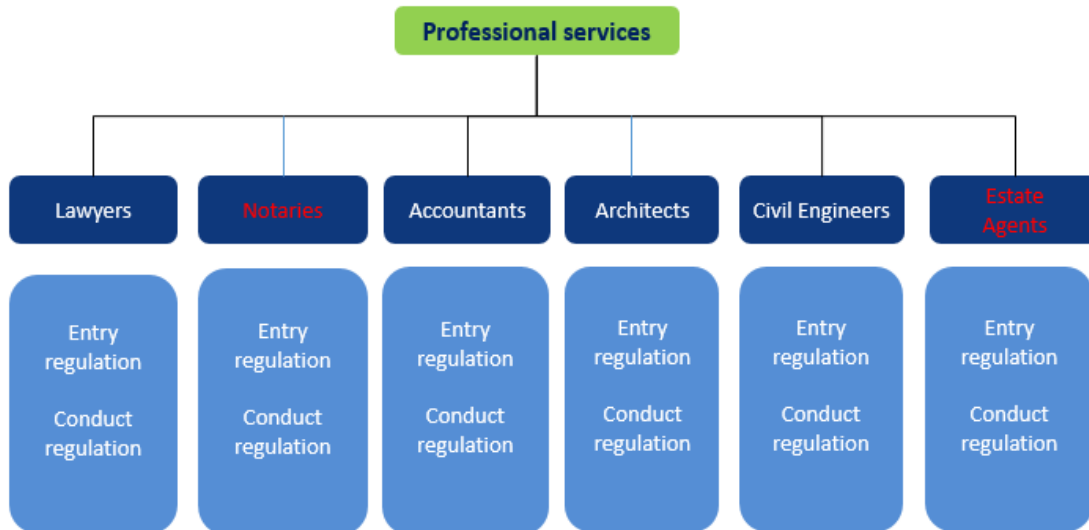 Professional services
Lawyers
Notaries
Accountants
Architects
Civil Engineers
Estate
Agents
Entry
regulation
Conduct
regulation
Entry
regulation
Conduct
regulation
Entry
regulation
Conduct
regulation
Entry
regulation
Conduct
regulation
Entry
regulation
Conduct
regulation
Entry
regulation
Conduct
regulation